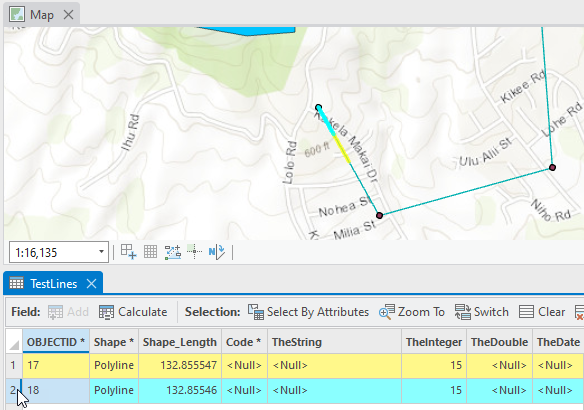 Map
Kikee Rd
Lohe Rd
Ihu Rd
Kakela Makai Dr
600 ft
Lolo Rd
Ulu Alii St
Nohea St
Niho Rd
Milia St
1:16,135
TestLines
Field: Add Calculate Selection: Select By Attributes Zoom To Switch Clear
OBJECTID * Shape * Shape_Length Code * TheString TheInteger TheDouble TheDate
1 17 Polyline 132.855547 <Null> <Null> 15 <Null> <Null>
2 18 Polyline 132.85546 <Null> <Null> 15 <Null> <Null>